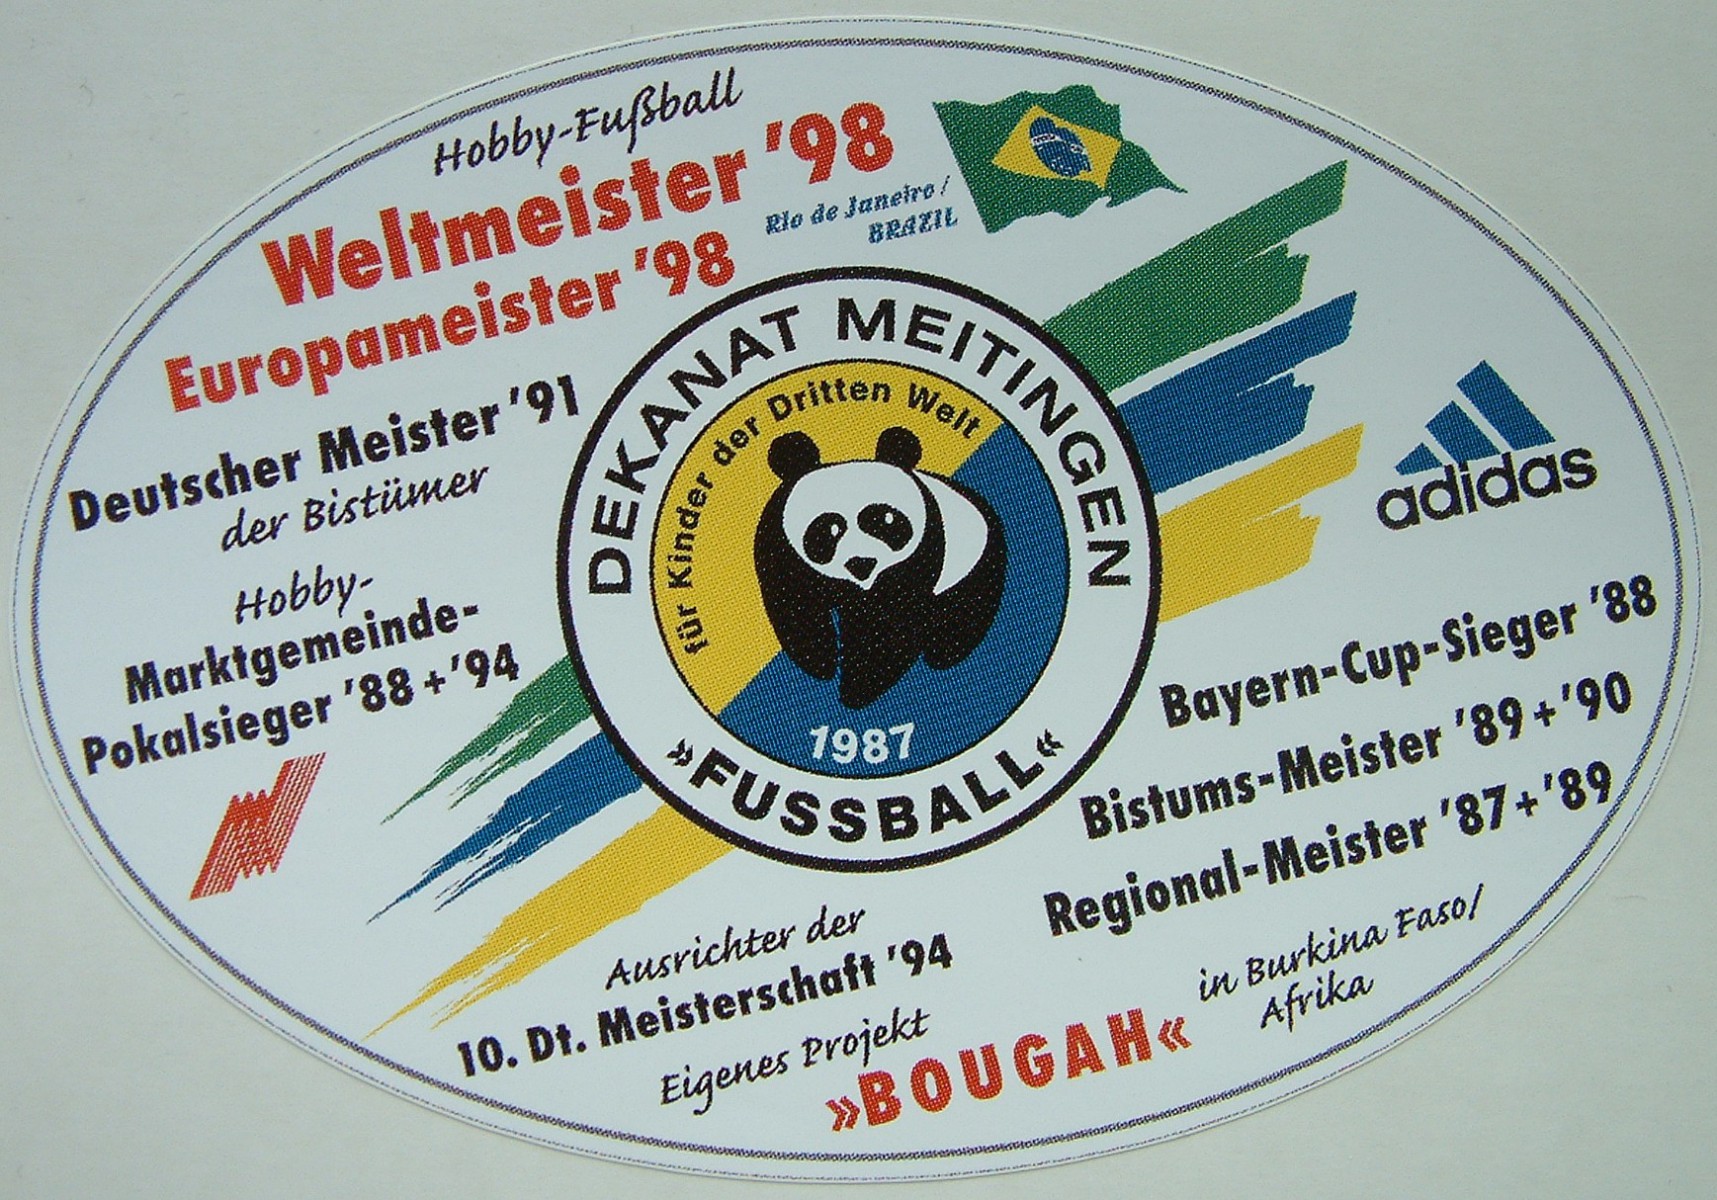 Hobby-Fußball
Weltmeister '98
Rio de Janeiro /
BRAZIL
Europameister '98
Deutscher Meister '91
der Bistümer
Hobby-
Marktgemeinde-
Pokalsieger '88 + '94
DEKANAT MEITINGEN
für Kinder der Dritten Welt
1987
»FUSSBALL«
adidas
Bayern-Cup-Sieger '88
Bistums-Meister '89 + '90
Regional-Meister '87 + '89
Ausrichter der
10. Dt. Meisterschaft '94
Eigenes Projekt
»BOUGAH«
in Burkina Faso/
Afrika